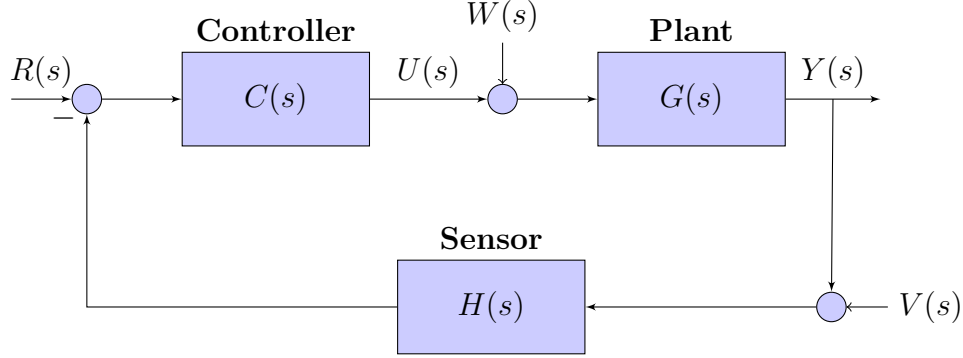 W(s)
Controller
Plant
R(s)
U(s)
Y(s)
C(s)
G(s)
−
Sensor
H(s)
V(s)